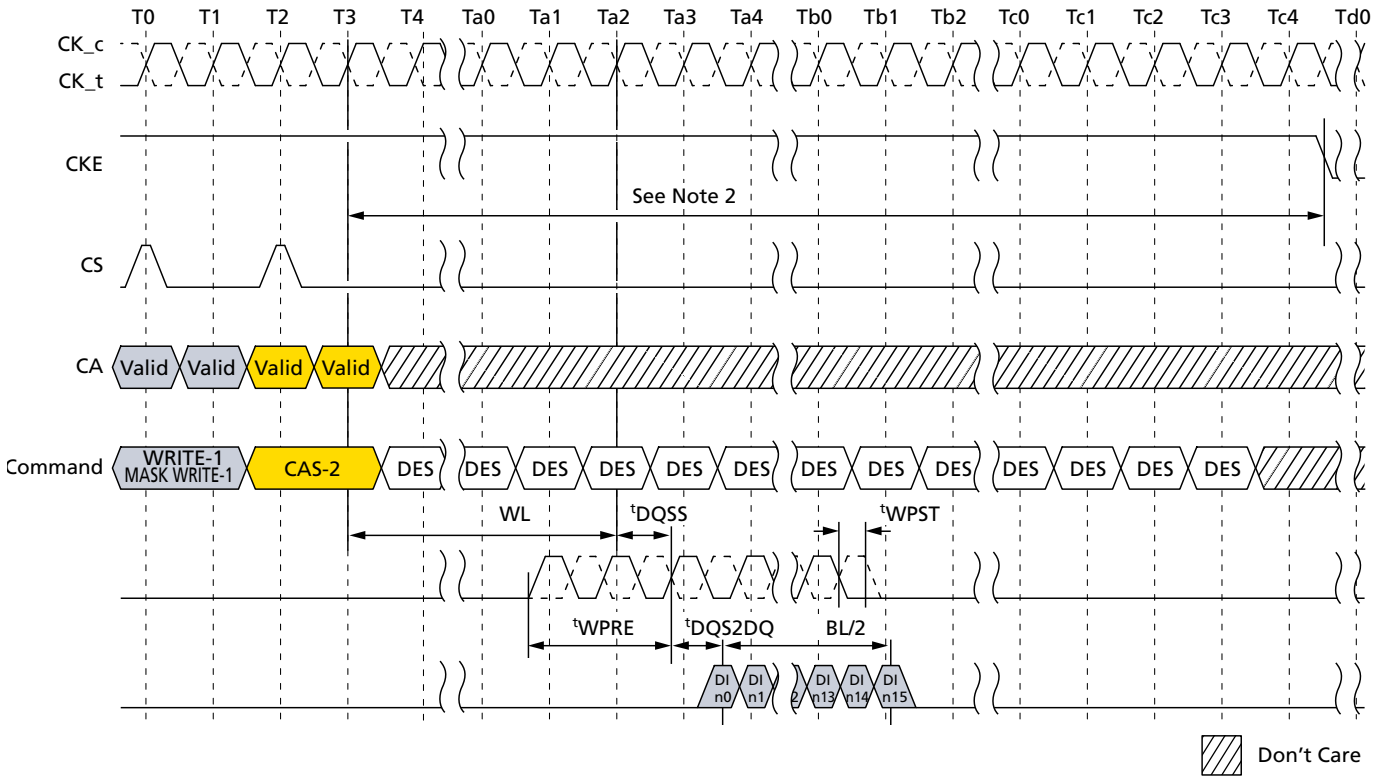 T0 T1 T2 T3 T4 Ta0 Ta1 Ta2 Ta3 Ta4 Tb0 Tb1 Tb2 Tc0 Tc1 Tc2 Tc3 Tc4 Td0
CK_c
CK_t
CKE
See Note 2
CS
CA Valid Valid Valid Valid
Command WRITE-1 MASK WRITE-1 CAS-2 DES DES DES DES DES DES DES DES DES DES DES DES DES
WL tDQSS tWPST
tWPRE tDQS2DQ BL/2
DI DI DI DI DI
n0 n1 2 n13 n14 n15
Don't Care